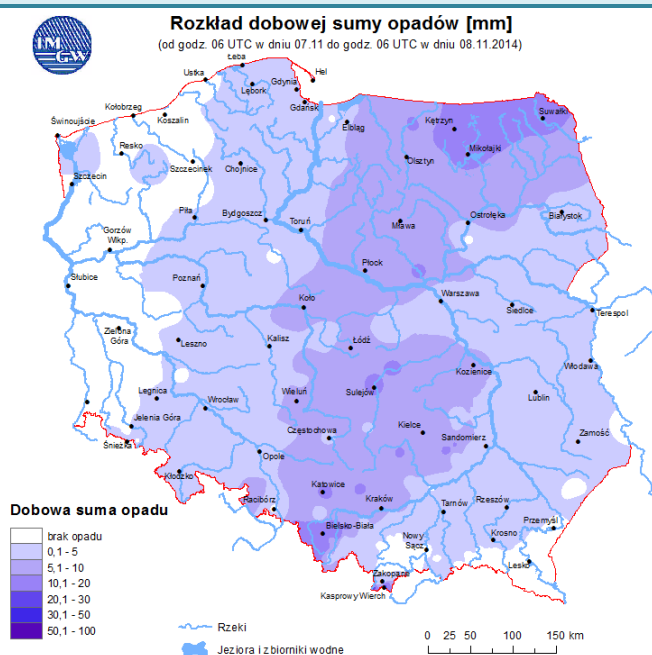 IM
GW
Rozkład dobowej sumy opadów [mm]
(od godz. 06 UTC w dniu 07.11 do godz. 06 UTC w dniu 08.11.2014)
Łeba
Ustka
Hel
Gdynia
Lębork
Gdańsk
Kołobrzeg
Koszalin
Świnoujście
Elbląg
Kętrzyn
Suwałki
Resko
Szczecinek
Chojnice
Olsztyn
Mikołajki
Szczecin
Piła
Bydgoszcz
Toruń
Mława
Ostrołęka
Białystok
Gorzów
Wlkp.
Płock
Słubice
Poznań
Koło
Warszawa
Siedlce
Terespol
Zielona
Góra
Leszno
Kalisz
Łódź
Kozienice
Włodawa
Legnica
Wrocław
Wieluń
Sulejów
Lublin
Jelenia Góra
Częstochowa
Kielce
Sandomierz
Zamość
Śnieżka
Opole
Kłodzko
Katowice
Racibórz
Kraków
Tarnów
Rzeszów
Bielsko-Biała
Przemyśl
Nowy
Sącz
Krosno
Lesko
Zakopane
Kasprowy Wierch
Dobowa suma opadu
brak opadu
0,1 - 5
5,1 - 10
10,1 - 20
20,1 - 30
30,1 - 50
50,1 - 100
Rzeki
Jeziora i zbiorniki wodne
0 25 50 100 150 km